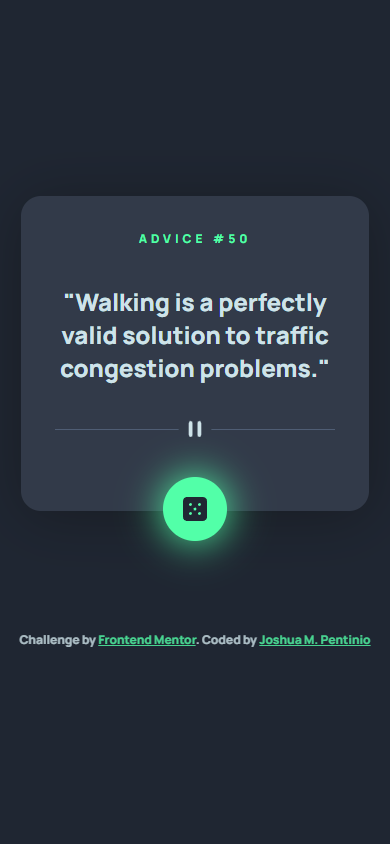 ADVICE #50
"Walking is a perfectly
valid solution to traffic
congestion problems."
Challenge by Frontend Mentor. Coded by Joshua M. Pentinio